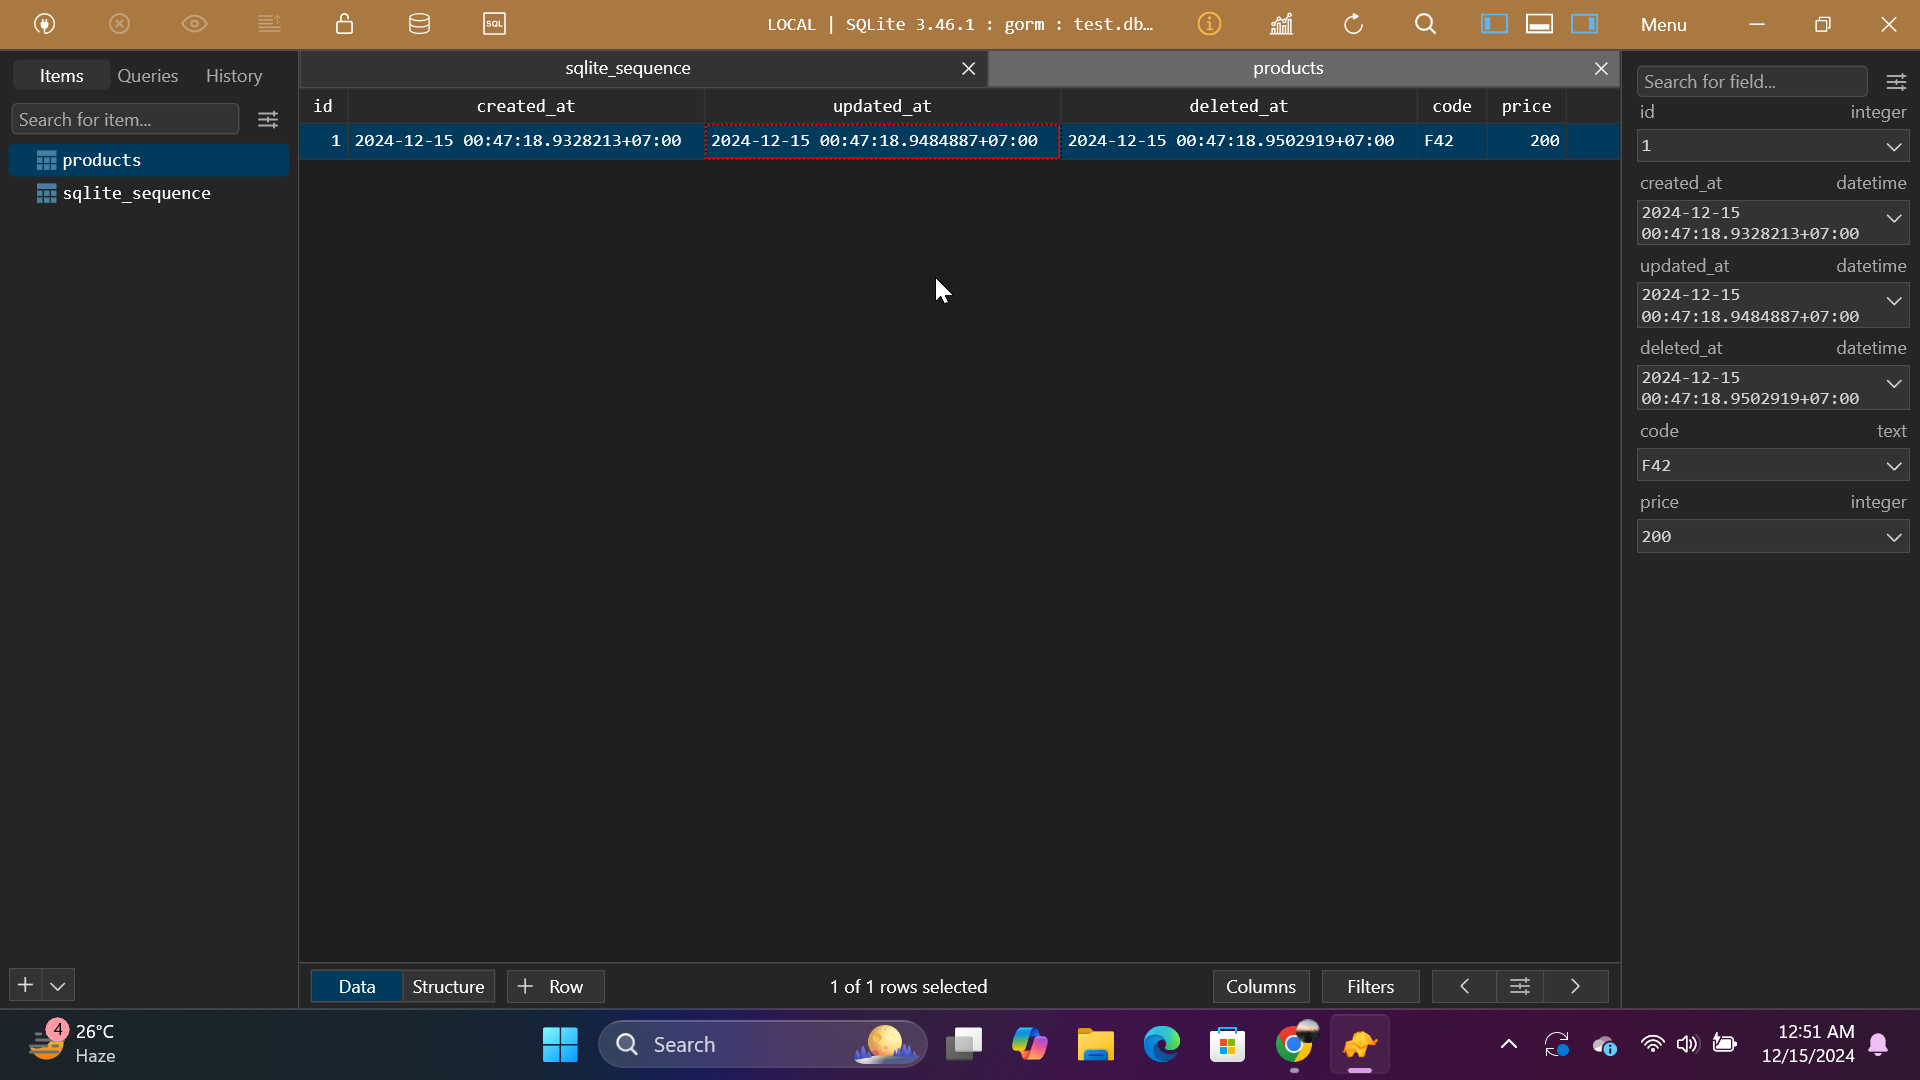 SQL
LOCAL | SQLite 3.46.1 : gorm : test.db...
Menu
Items Queries History
Search for item...
products
sqlite_sequence
sqlite_sequence
products
id created_at updated_at deleted_at code price
1 2024-12-15 00:47:18.9328213+07:00 2024-12-15 00:47:18.9484887+07:00 2024-12-15 00:47:18.9502919+07:00 F42 200
Search for field...
id integer
1
created_at datetime
2024-12-15
00:47:18.9328213+07:00
updated_at datetime
2024-12-15
00:47:18.9484887+07:00
deleted_at datetime
2024-12-15
00:47:18.9502919+07:00
code text
F42
price integer
200
Data Structure + Row 1 of 1 rows selected Columns Filters
4
26°C
Haze
Search
12:51 AM
12/15/2024